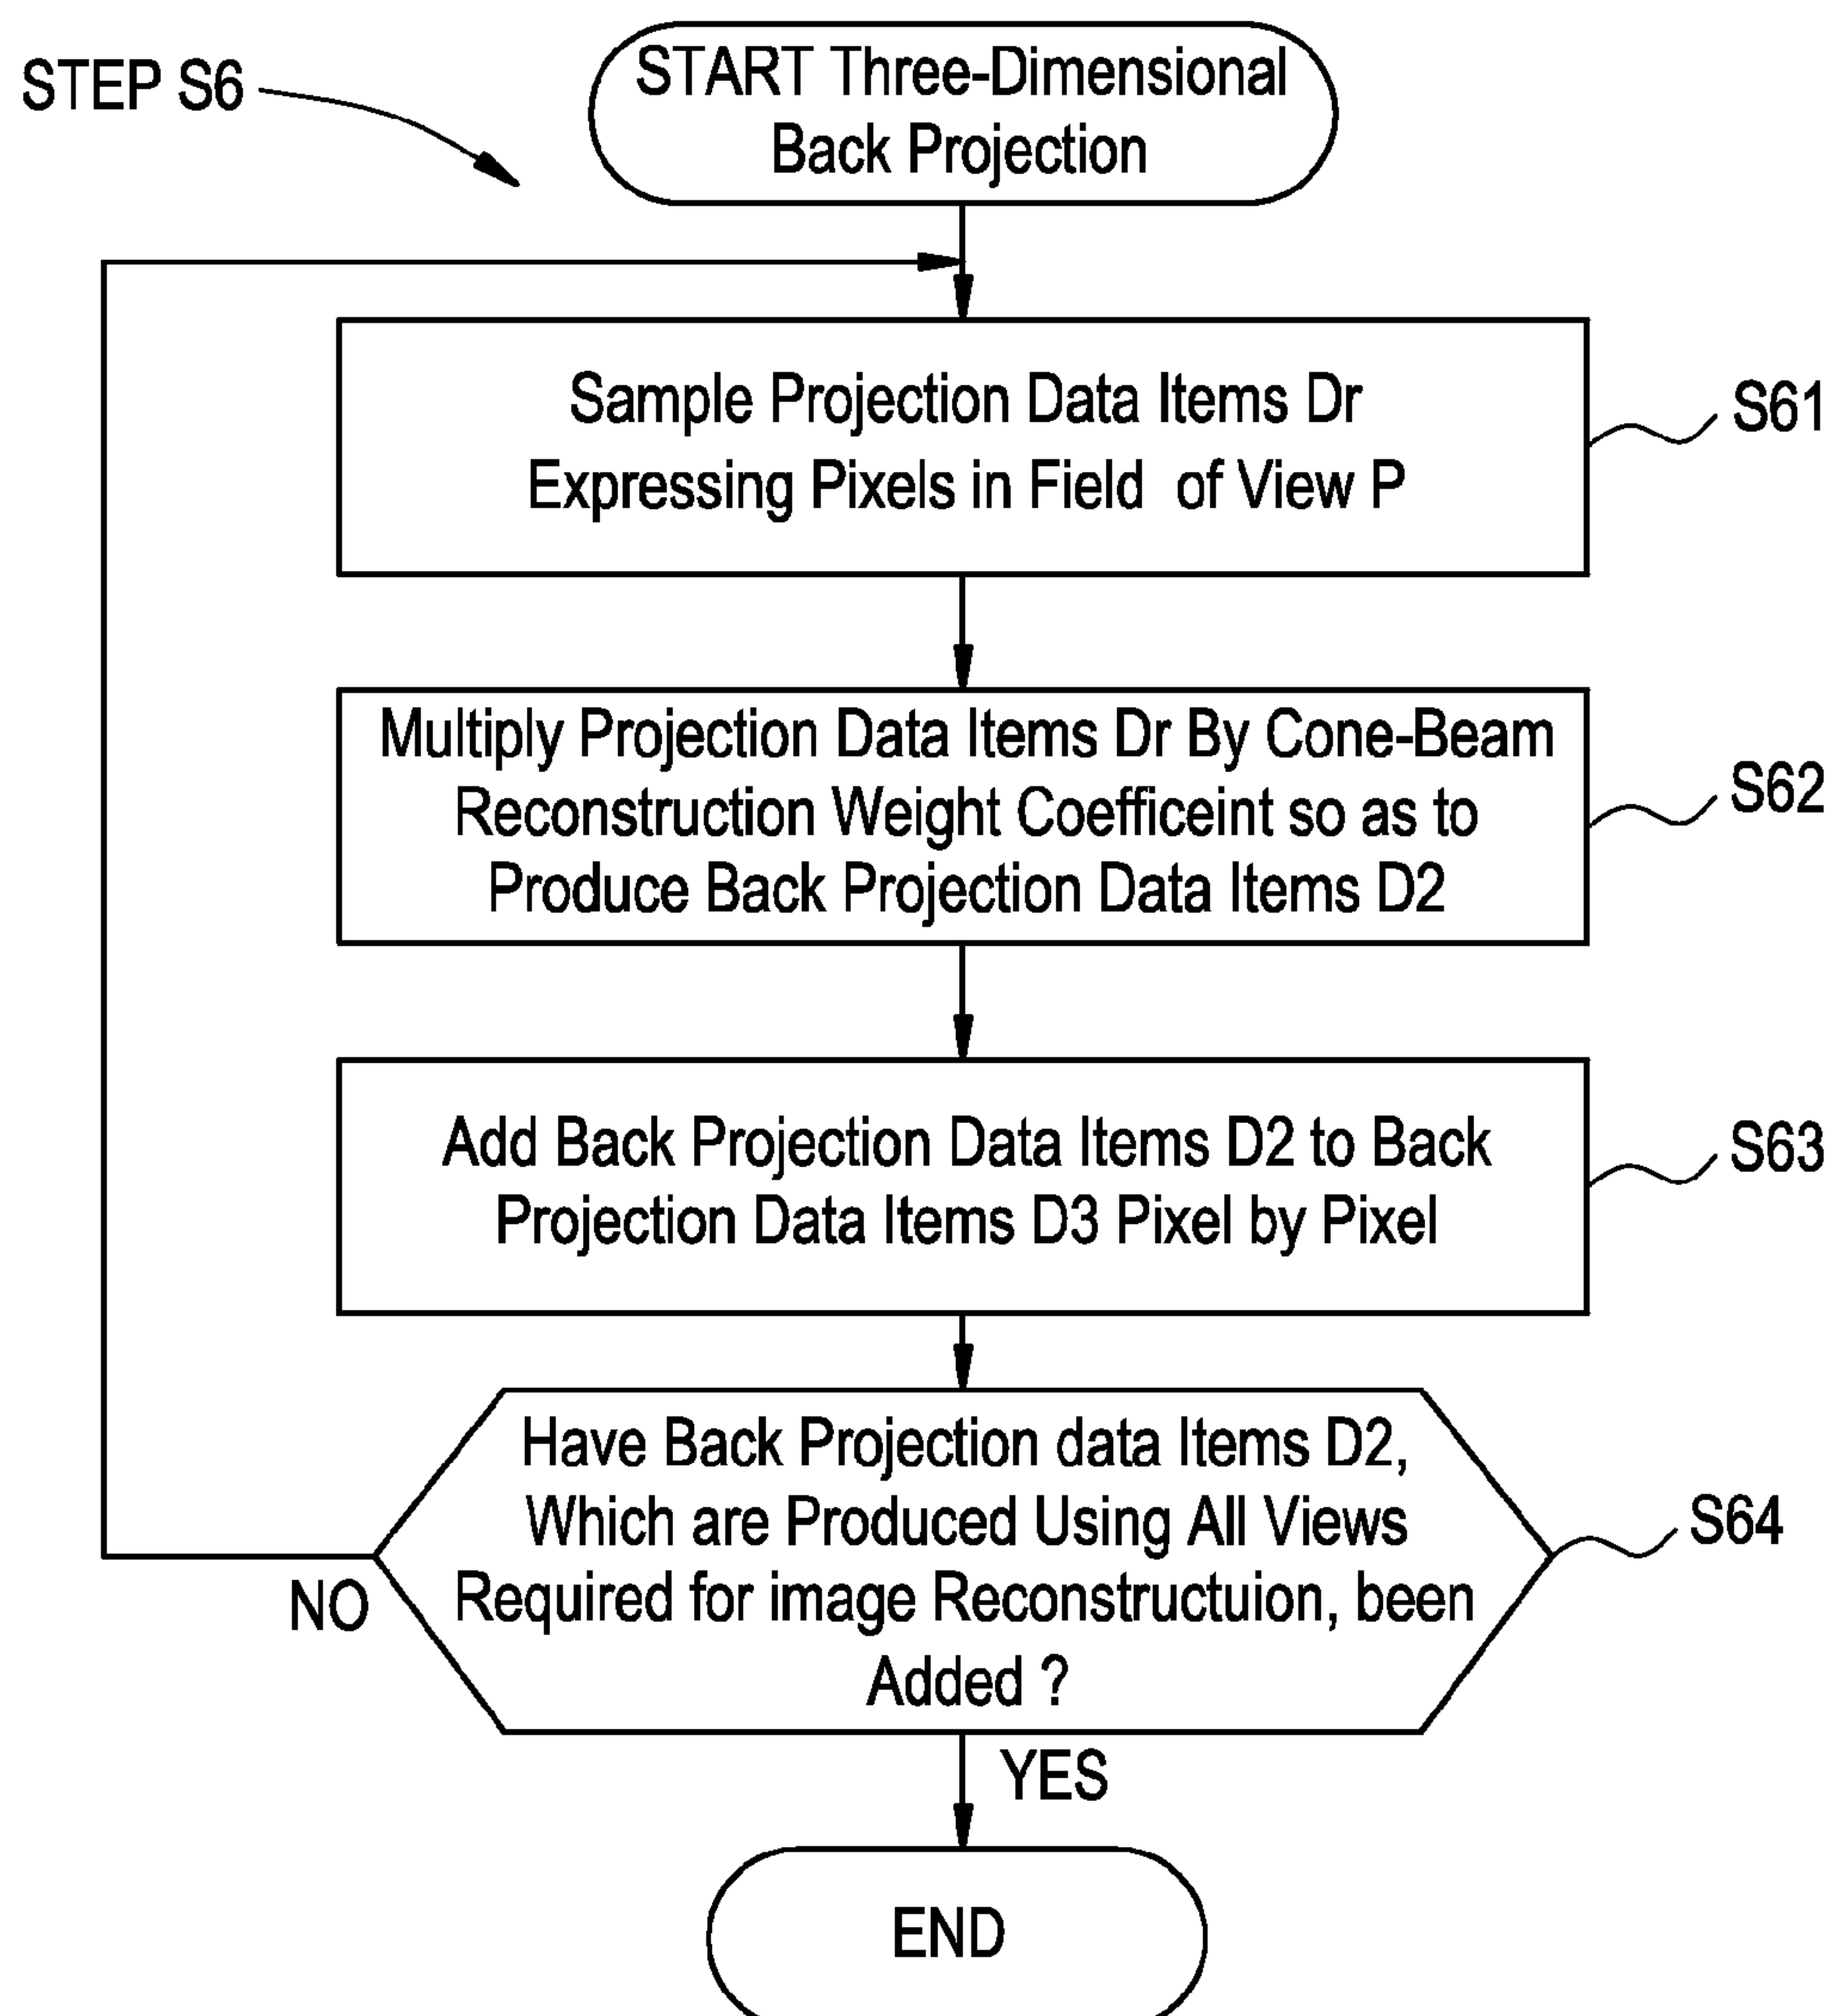 STEP S6
START Three-Dimensional
Back Projection
Sample Projection Data Items Dr
Expressing Pixels in Field of View P
S61
Multiply Projection Data Items Dr By Cone-Beam
Reconstruction Weight Coefficeint so as to
Produce Back Projection Data Items D2
S62
Add Back Projection Data Items D2 to Back
Projection Data Items D3 Pixel by Pixel
S63
Have Back Projection data Items D2,
Which are Produced Using All Views
Required for image Reconstructuion, been
Added ?
S64
NO
YES
END